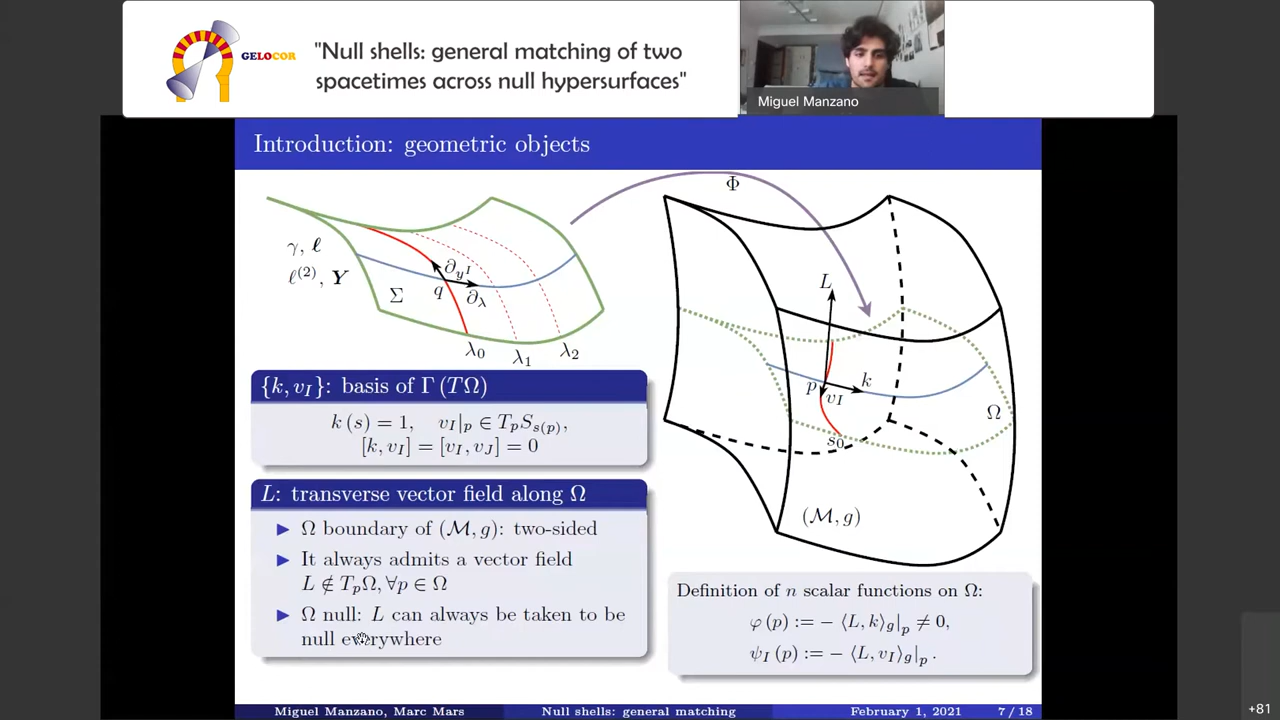 GELOCOR
"Null shells: general matching of two
spacetimes across null hypersurfaces"
Miguel Manzano
Introduction: geometric objects
γ, ℓ
ℓ⁽²⁾, Y
Σ
q
∂_{y^I}
∂_λ
λ₀
λ₁
λ₂
Φ
L
p
k
v_I
s₀
Ω
(M, g)
{k, v_I}: basis of Γ (TΩ)
k (s) = 1, v_I|_p ∈ T_pS_{s(p)},
[k, v_I] = [v_I, v_J] = 0
L: transverse vector field along Ω
▶ Ω boundary of (M, g): two-sided
▶ It always admits a vector field
L ∉ T_pΩ, ∀p ∈ Ω
▶ Ω null: L can always be taken to be
null everywhere
Definition of n scalar functions on Ω:
φ (p) := − ⟨L, k⟩_g|_p ≠ 0,
ψ_I (p) := − ⟨L, v_I⟩_g|_p .
Miguel Manzano, Marc Mars Null shells: general matching February 1, 2021 7 / 18
+81